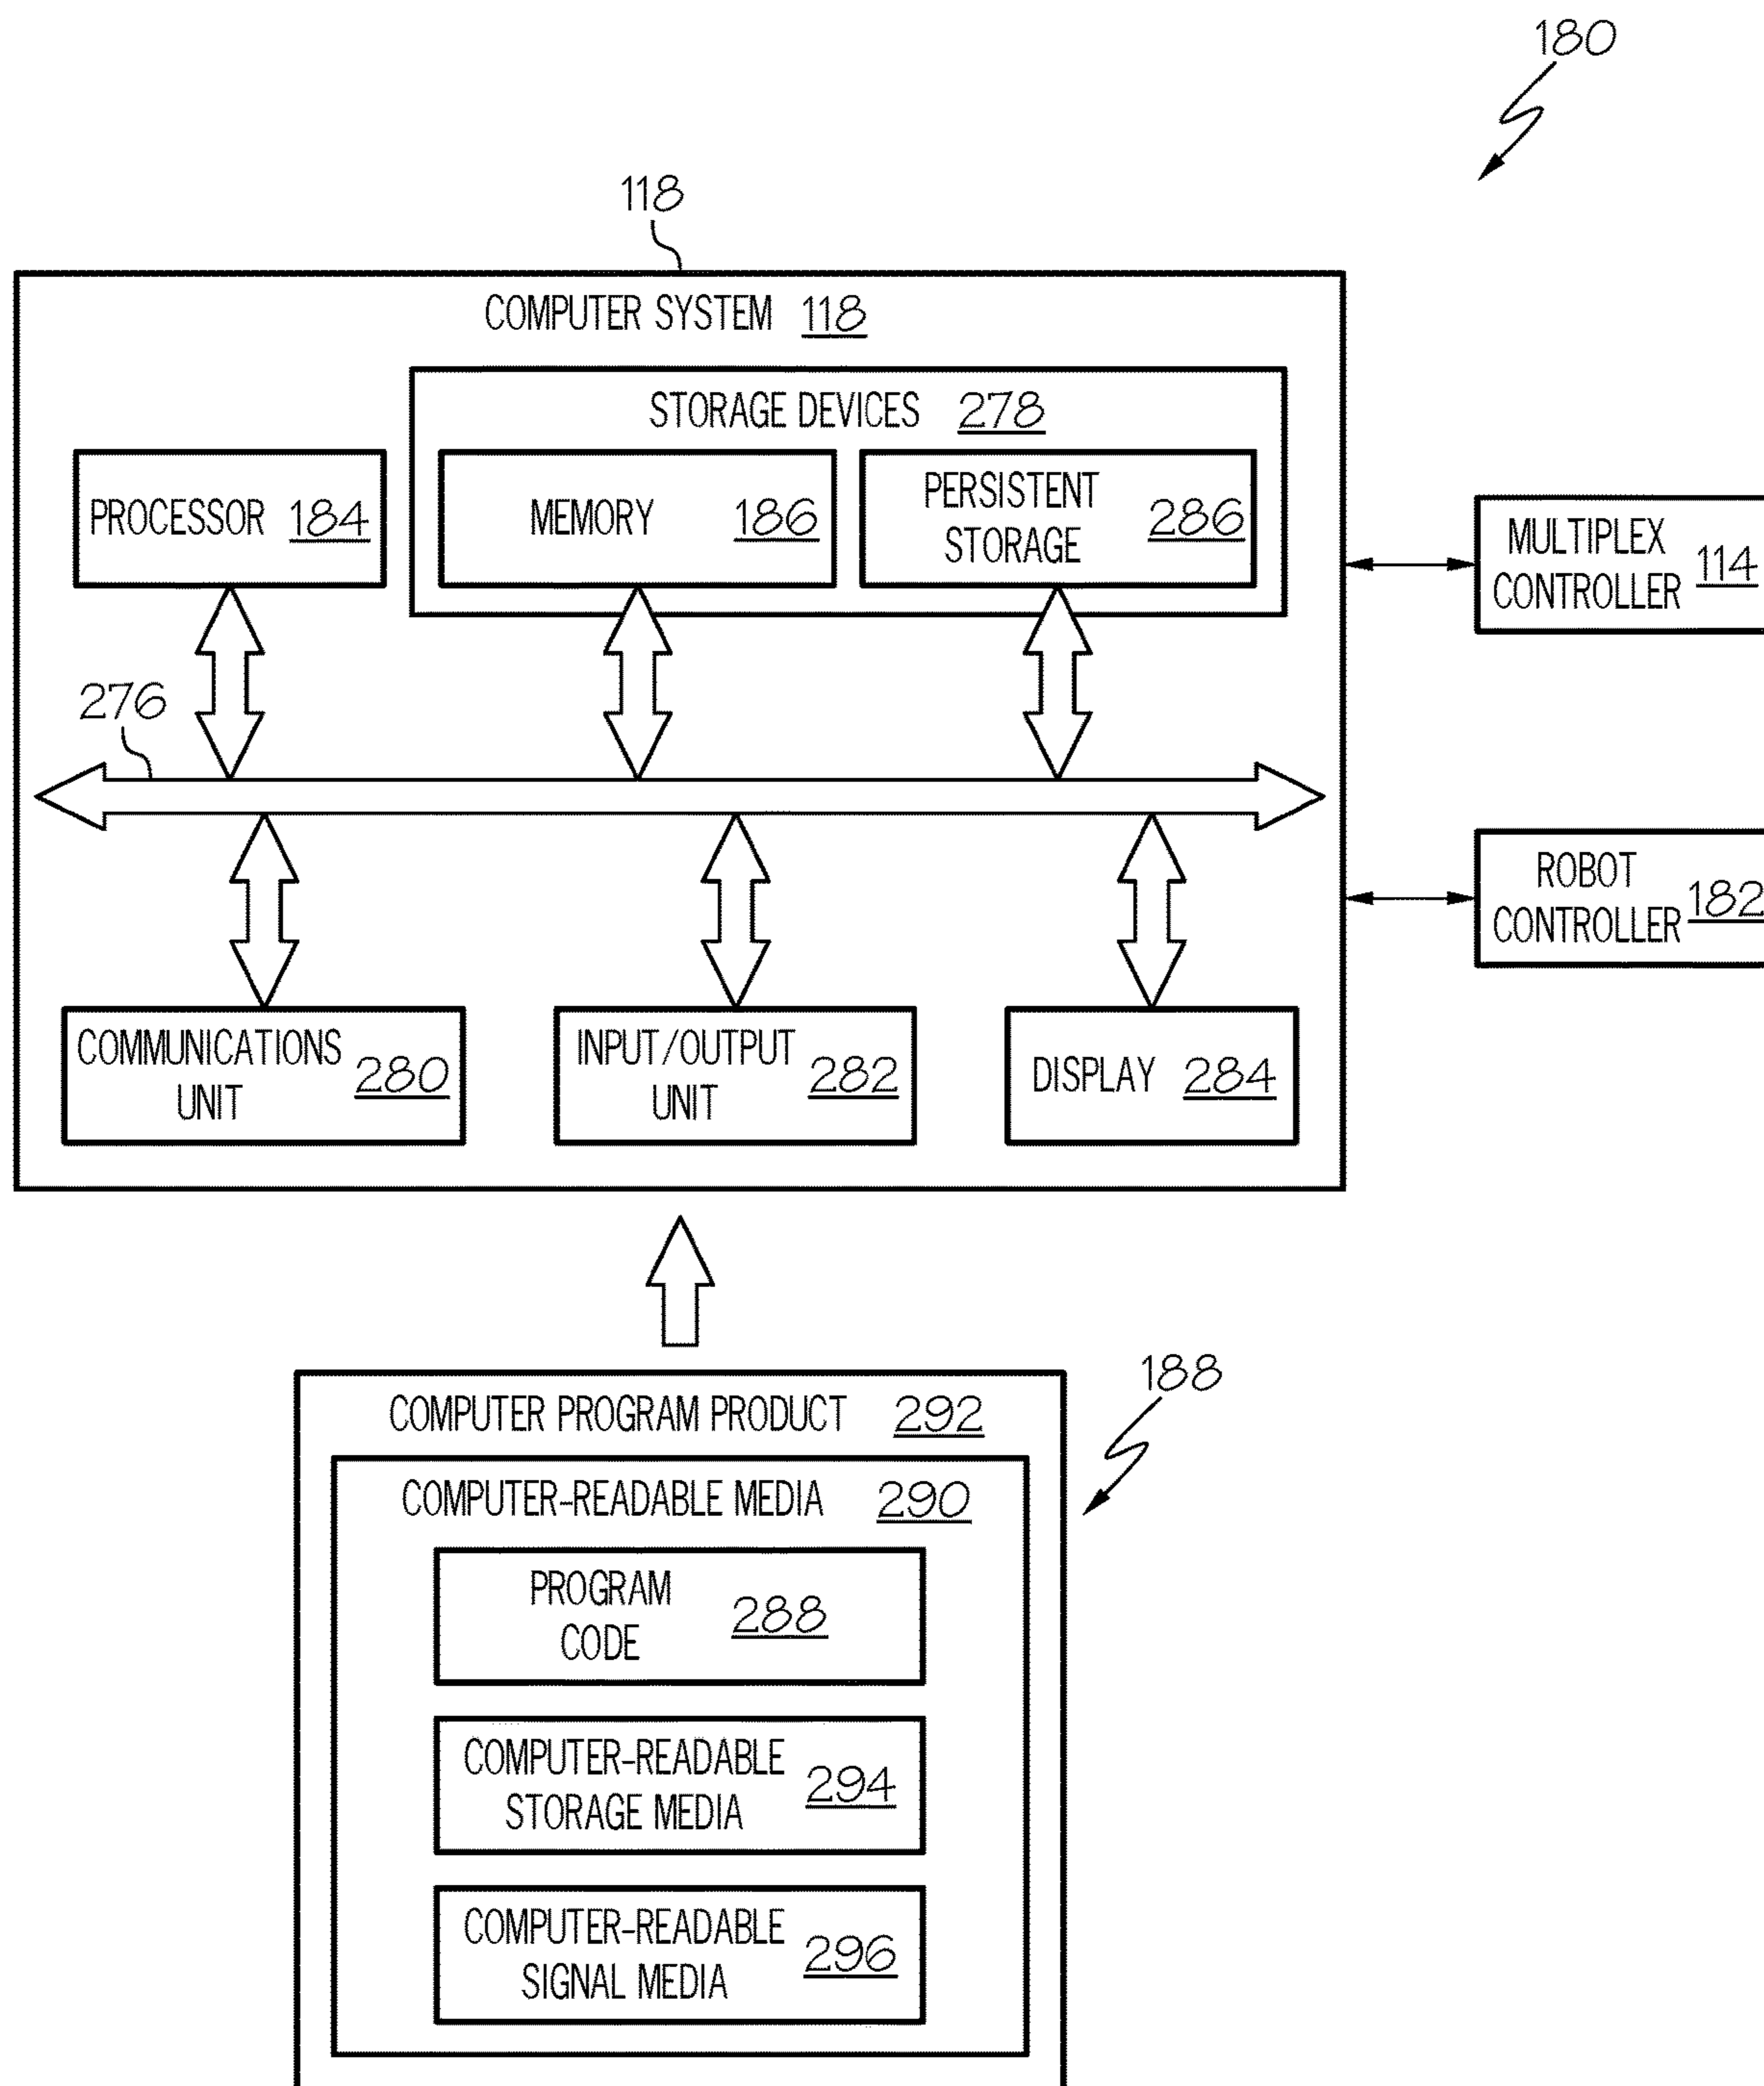 180
118
COMPUTER SYSTEM 118
STORAGE DEVICES 278
PROCESSOR 184
MEMORY 186
PERSISTENT
STORAGE 286
MULTIPLEX
CONTROLLER 114
276
ROBOT
CONTROLLER 182
COMMUNICATIONS
UNIT 280
INPUT/OUTPUT
UNIT 282
DISPLAY 284
188
COMPUTER PROGRAM PRODUCT 292
COMPUTER-READABLE MEDIA 290
PROGRAM
CODE 288
COMPUTER-READABLE
STORAGE MEDIA 294
COMPUTER-READABLE
SIGNAL MEDIA 296